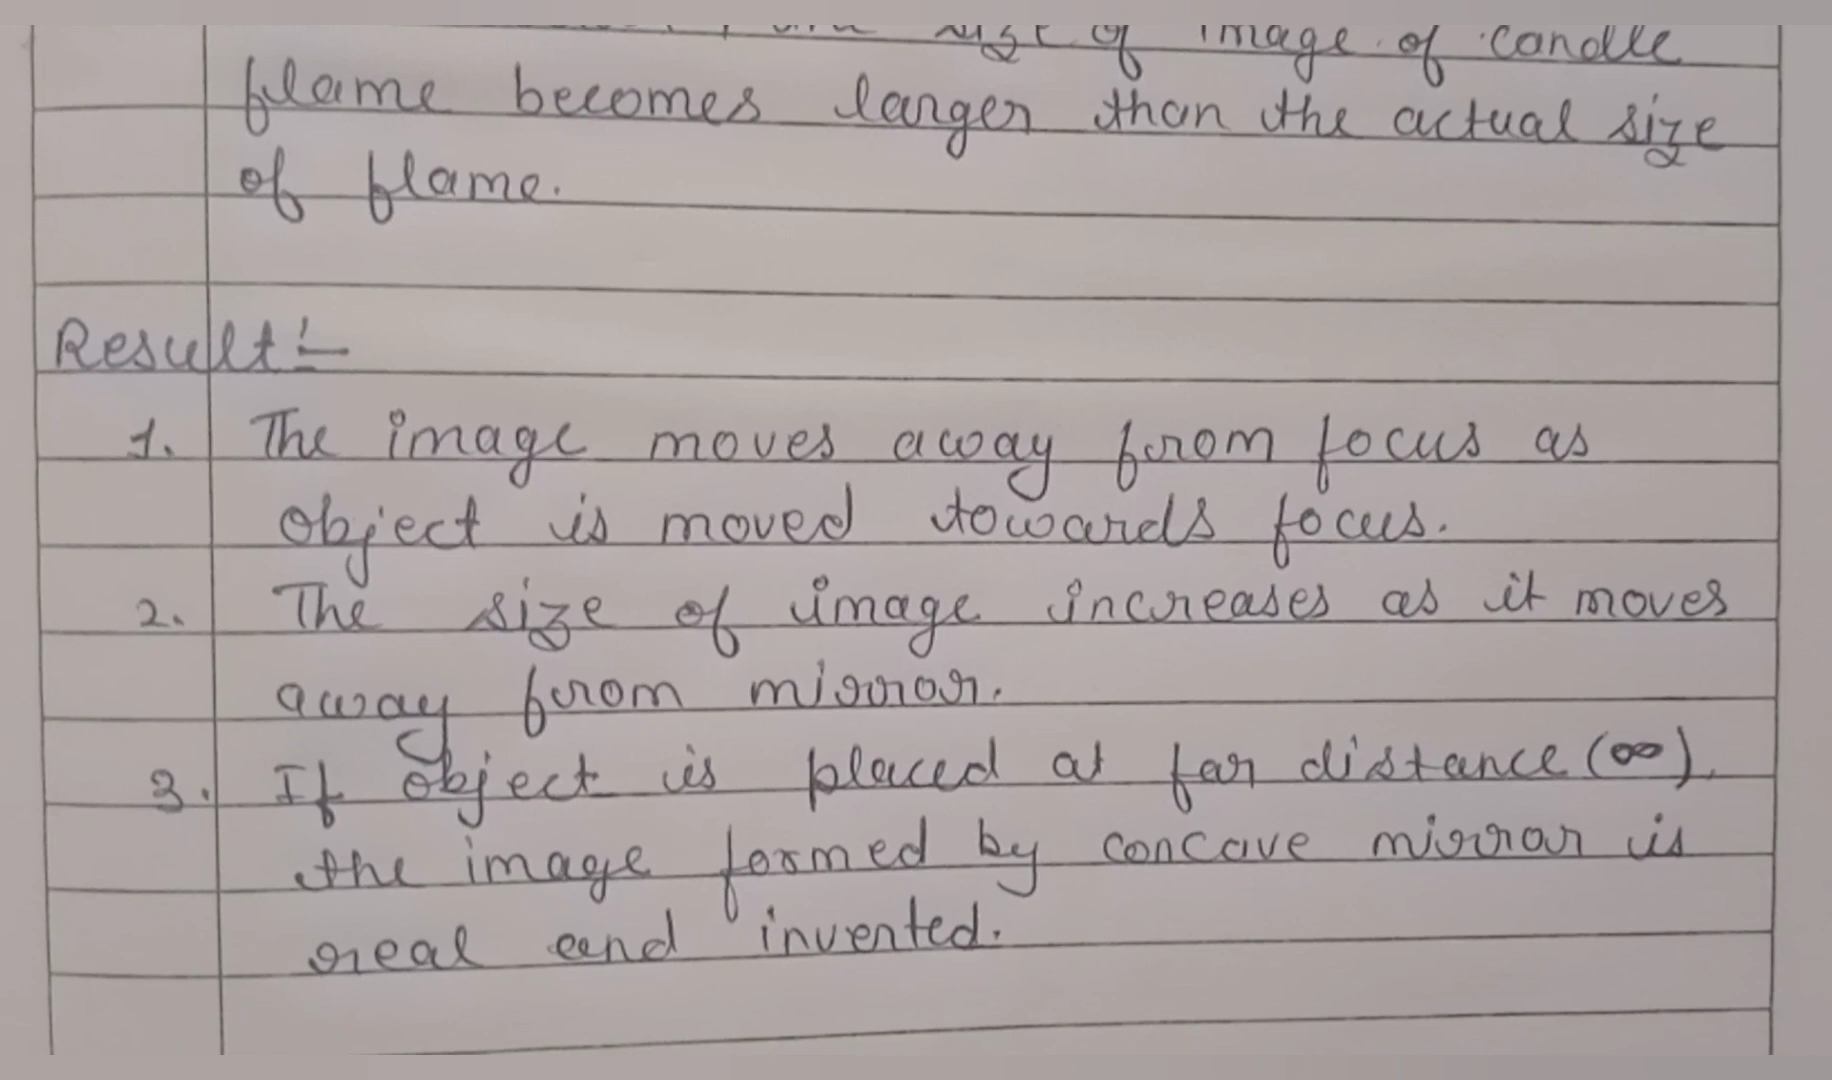 size of image of candle
flame becomes larger than the actual size
of flame.
Result:-
1. The image moves away from focus as
object is moved towards focus.
2. The size of image increases as it moves
away from mirror.
3. If object is placed at far distance (∞),
the image formed by concave mirror is
real and inverted.